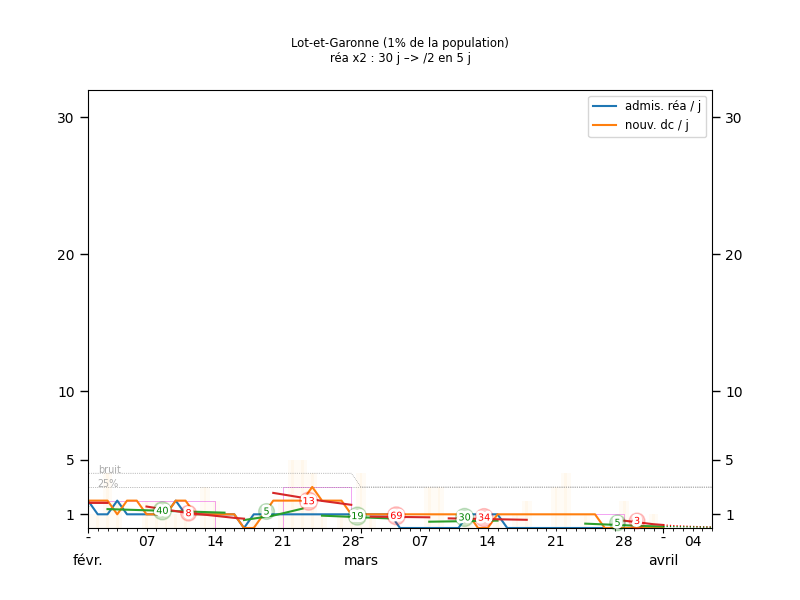 Lot-et-Garonne (1% de la population)
réa x2 : 30 j –> /2 en 5 j
admis. réa / j
nouv. dc / j
30 30
20 20
10 10
5 5
bruit
25%
1 1
40 8 5 13 19 69 30 34 5 3
- 07 14 21 28 - 07 14 21 28 - 04
févr. mars avril